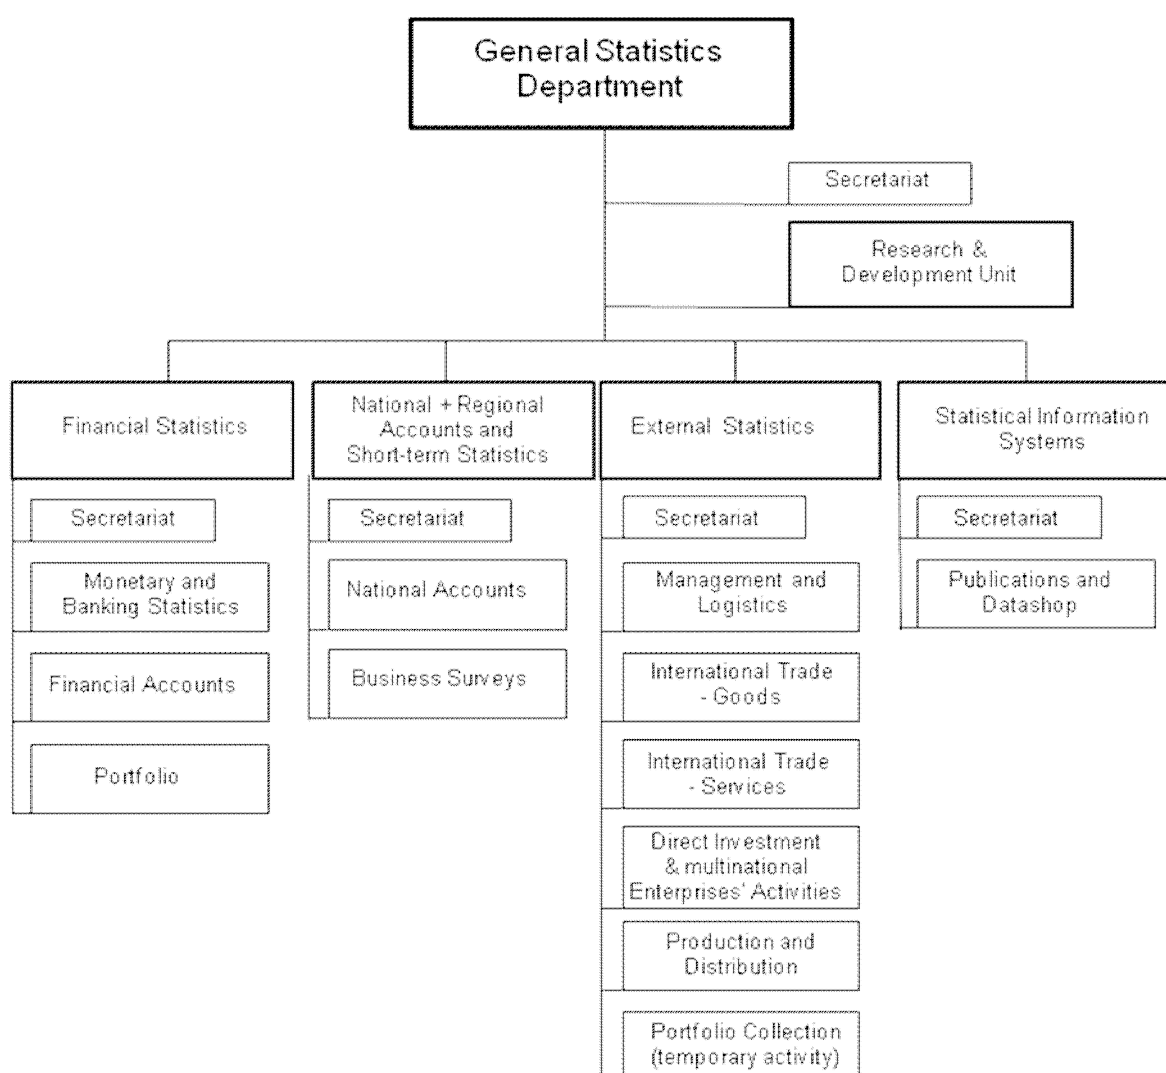 General Statistics
Department
Secretariat
Research &
Development Unit
Financial Statistics
National + Regional
Accounts and
Short-term Statistics
External Statistics
Statistical Information
Systems
Secretariat
Monetary and
Banking Statistics
Financial Accounts
Portfolio
Secretariat
National Accounts
Business Surveys
Secretariat
Management and
Logistics
International Trade
- Goods
International Trade
- Services
Direct Investment
& multinational
Enterprises' Activities
Production and
Distribution
Portfolio Collection
(temporary activity)
Secretariat
Publications and
Datashop